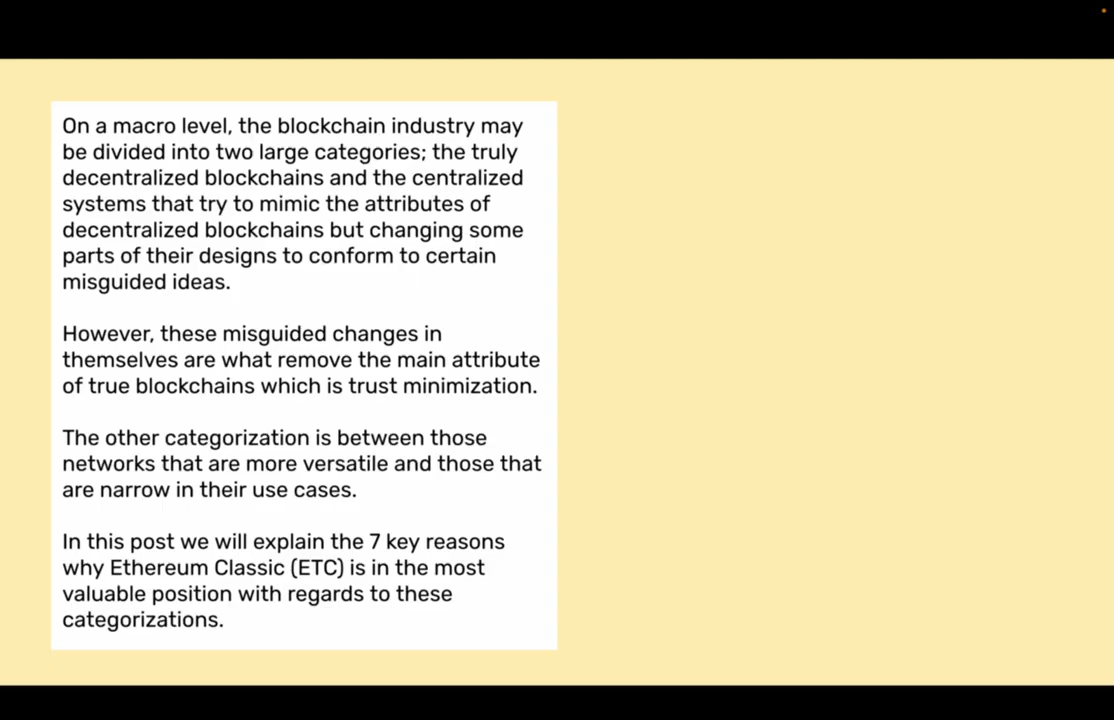 On a macro level, the blockchain industry may
be divided into two large categories; the truly
decentralized blockchains and the centralized
systems that try to mimic the attributes of
decentralized blockchains but changing some
parts of their designs to conform to certain
misguided ideas.
However, these misguided changes in
themselves are what remove the main attribute
of true blockchains which is trust minimization.
The other categorization is between those
networks that are more versatile and those that
are narrow in their use cases.
In this post we will explain the 7 key reasons
why Ethereum Classic (ETC) is in the most
valuable position with regards to these
categorizations.